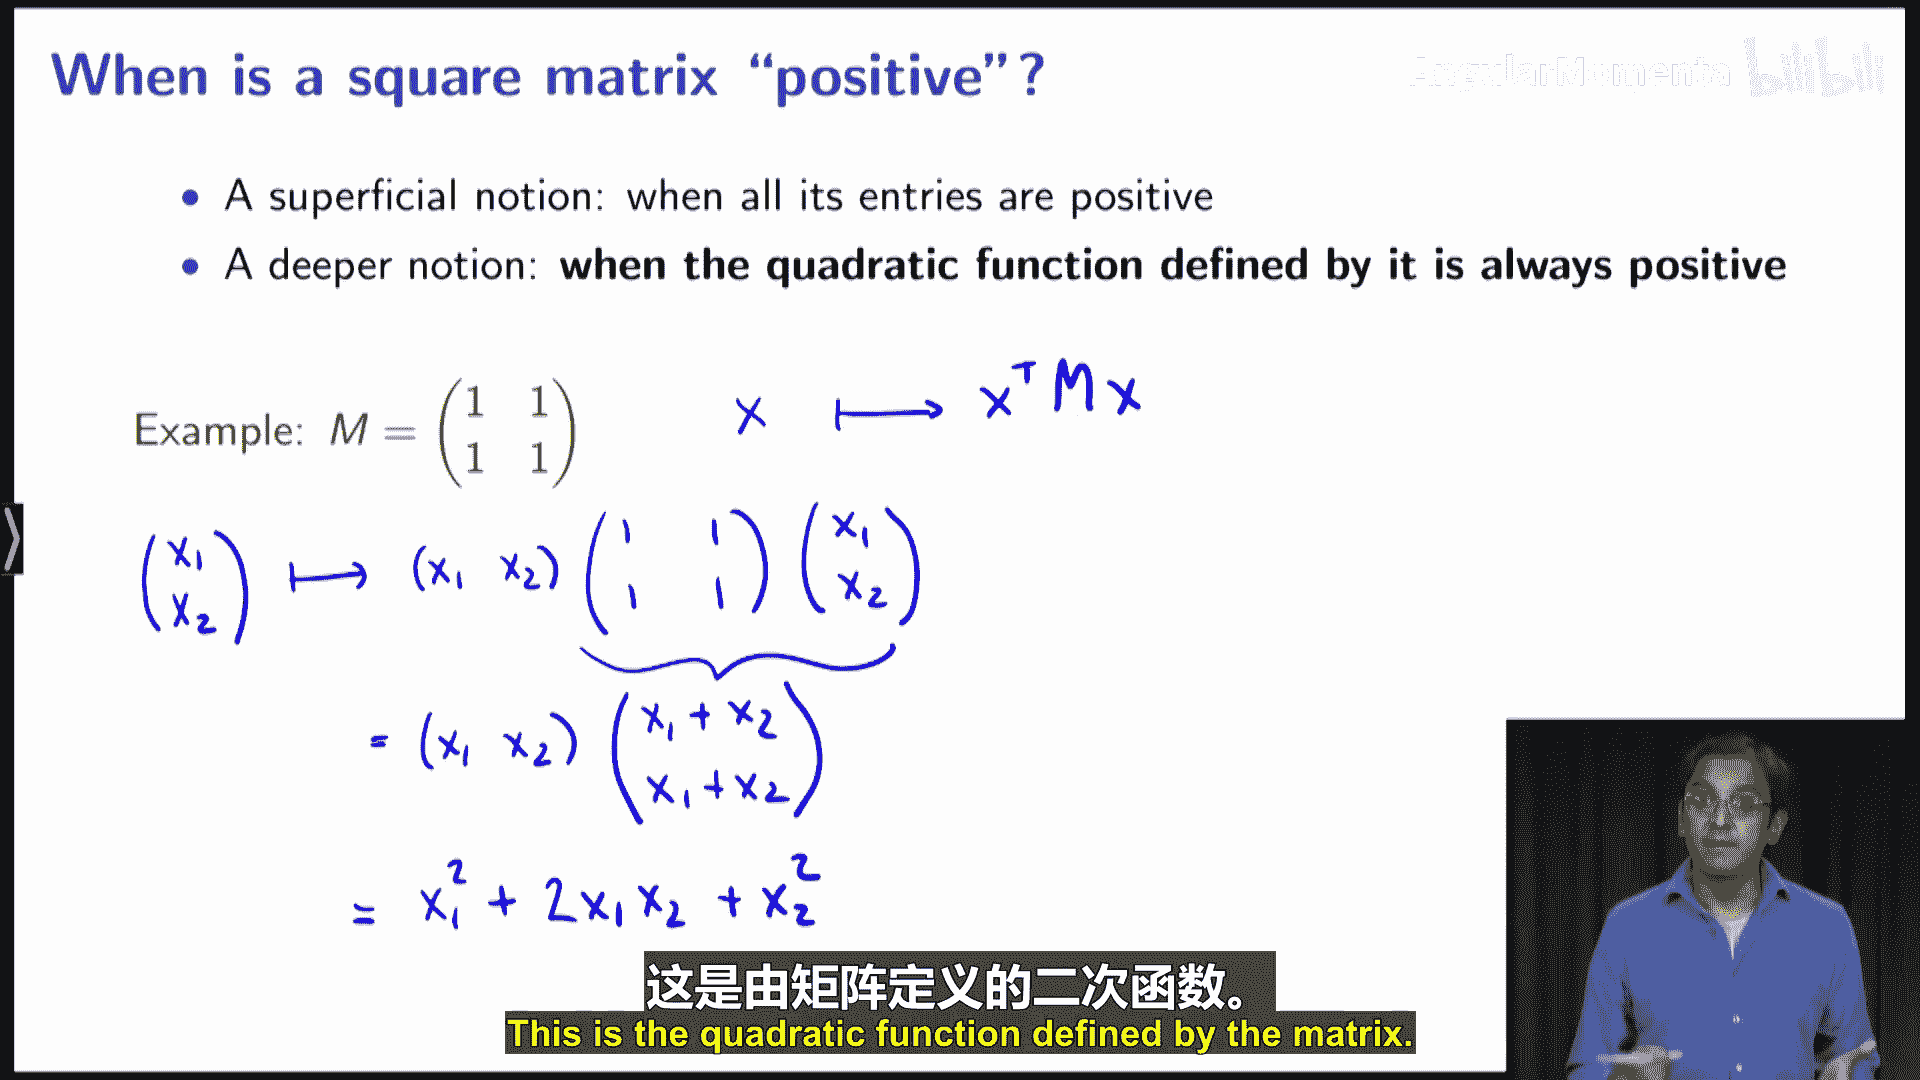 When is a square matrix “positive”?
AngularMomenta bilibili
• A superficial notion: when all its entries are positive
• A deeper notion: when the quadratic function defined by it is always positive
Example: M = (1 1; 1 1)
x ↦ xᵀ M x
(x₁; x₂) ↦ (x₁ x₂) (1 1; 1 1) (x₁; x₂)
= (x₁ x₂) (x₁ + x₂; x₁ + x₂)
= x₁² + 2x₁x₂ + x₂²
这是由矩阵定义的二次函数。
This is the quadratic function defined by the matrix.